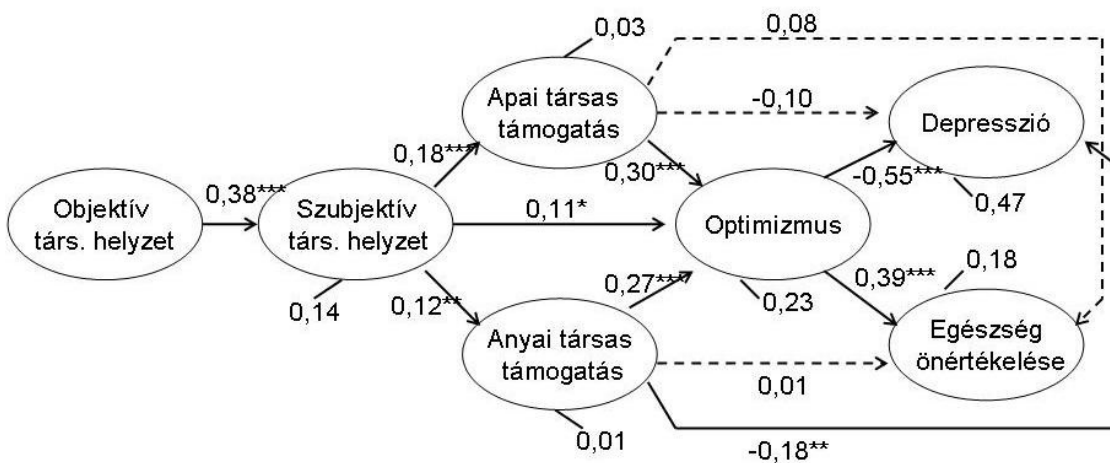 0,03
0,08
Apai társas
támogatás
-0,10
Depresszió
0,18***
0,30***
-0,55***
0,47
0,38***
Objektív
társ. helyzet
Szubjektív
társ. helyzet
0,11*
Optimizmus
0,14
0,12**
0,27***
0,23
0,39***
0,18
Anyai társas
támogatás
Egészség
önértékelése
0,01
0,01
-0,18**